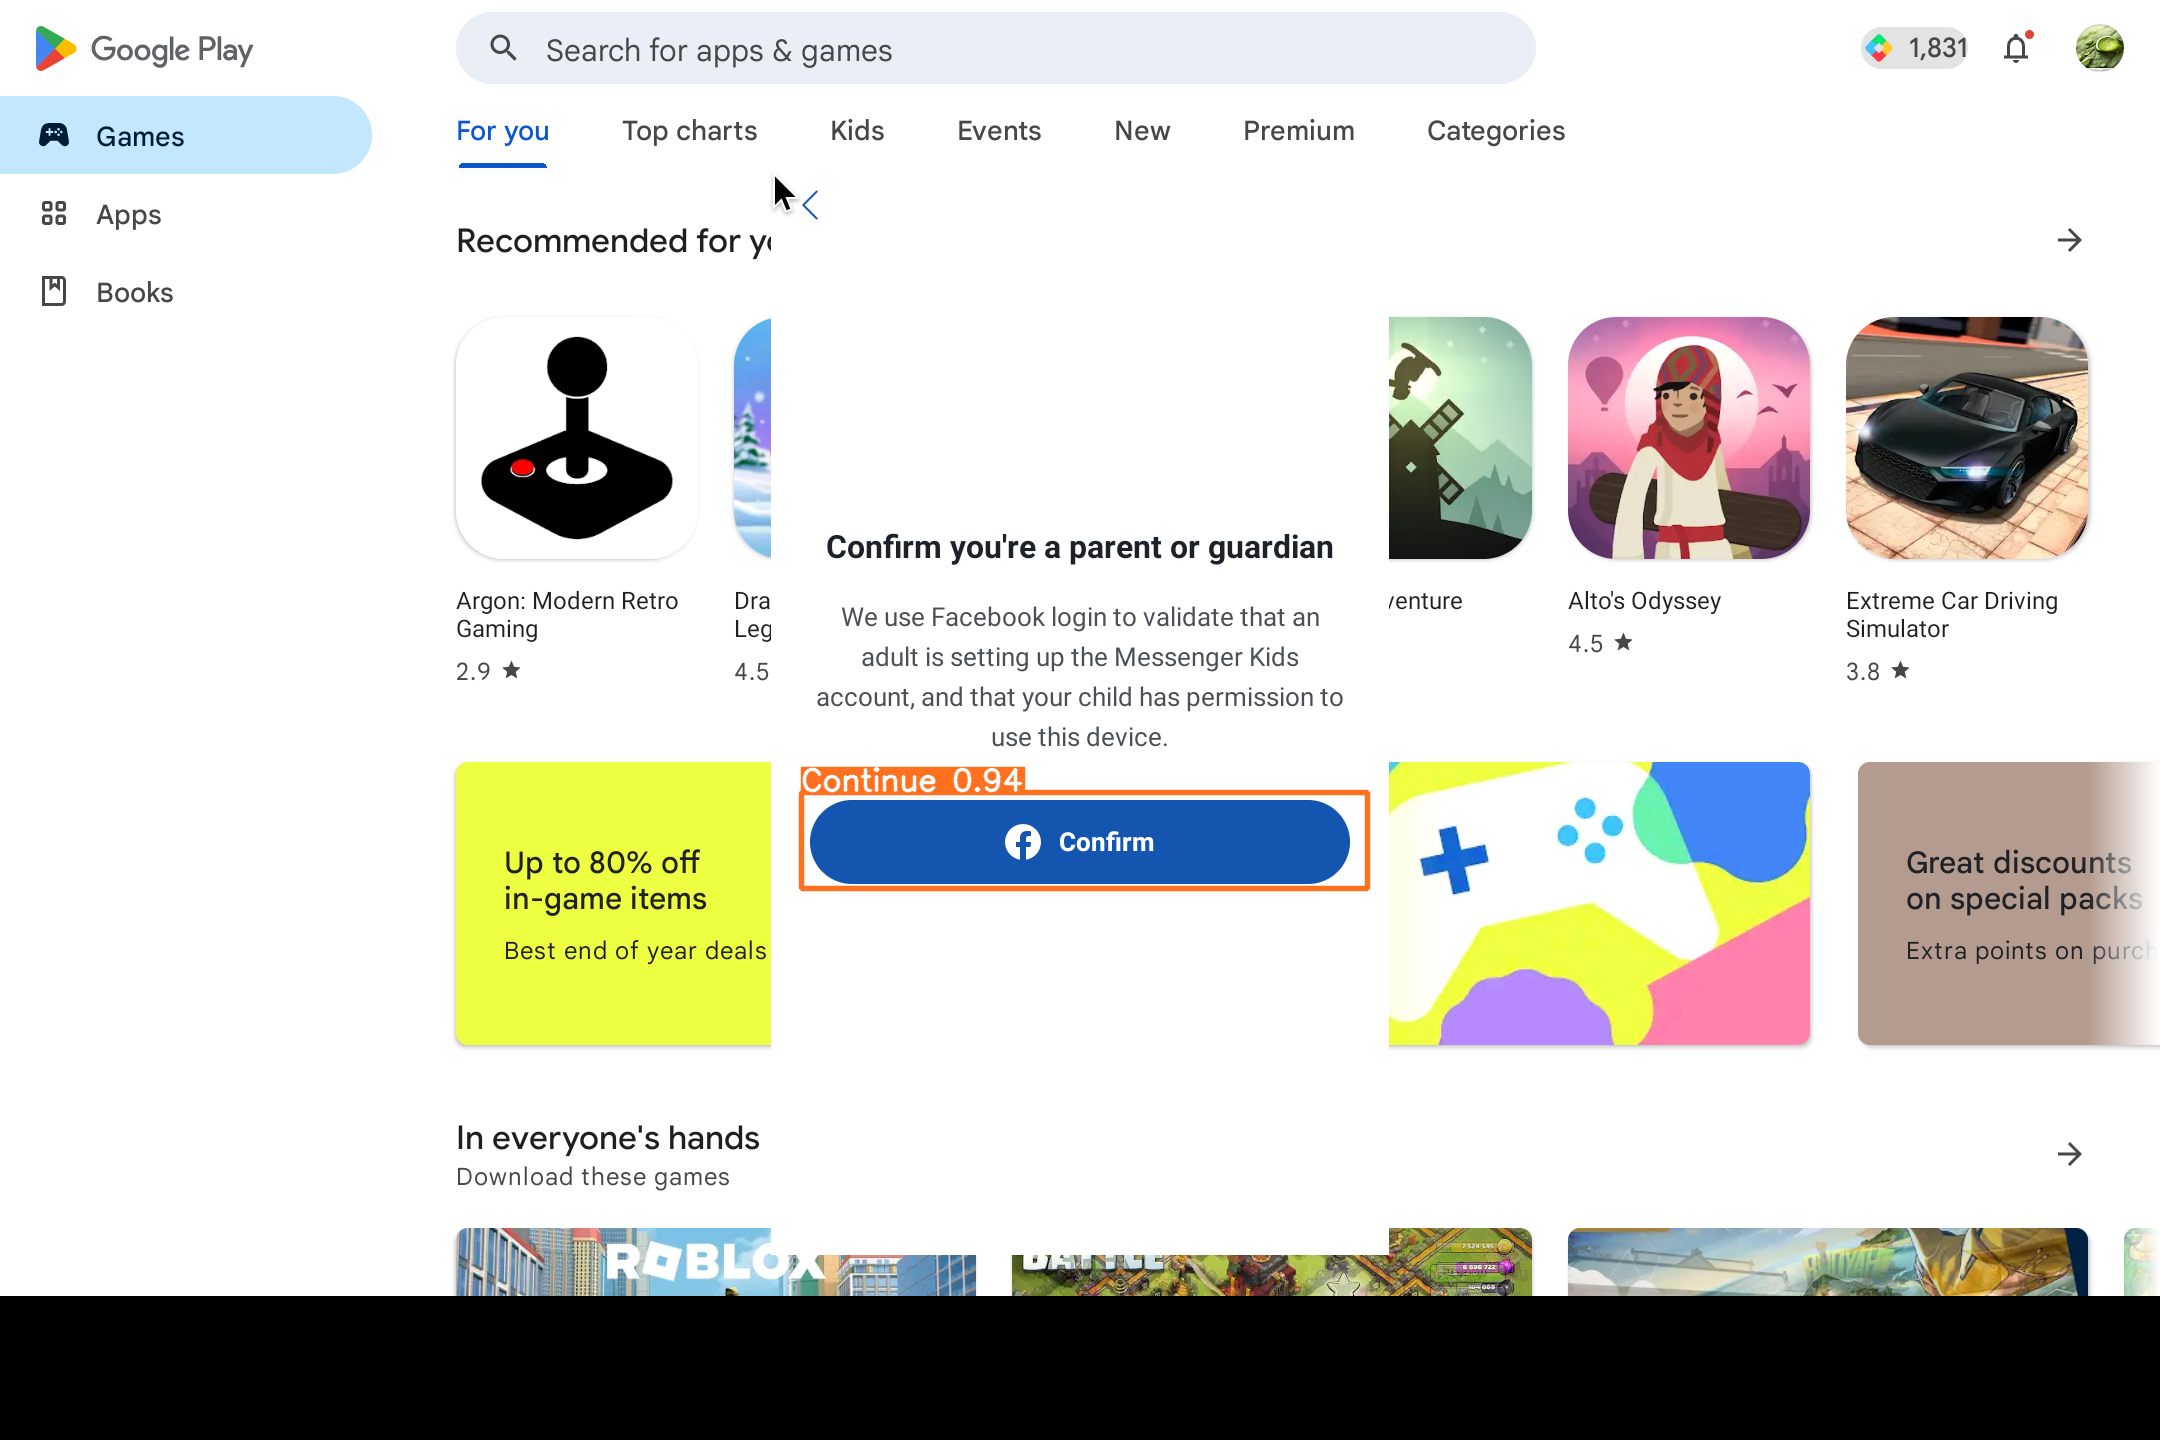 Google Play
Search for apps & games
1,831
Games
Apps
Books
For you
Top charts
Kids
Events
New
Premium
Categories
Recommended for yo
Argon: Modern Retro
Gaming
2.9 ★
Dra
Leg
4.5
venture
Alto's Odyssey
4.5 ★
Extreme Car Driving
Simulator
3.8 ★
Confirm you're a parent or guardian
We use Facebook login to validate that an
adult is setting up the Messenger Kids
account, and that your child has permission to
use this device.
Continue 0.94
Confirm
Up to 80% off
in-game items
Best end of year deals
Great discounts
on special packs
Extra points on purch
In everyone's hands
Download these games
ROBLOX
BATTLE